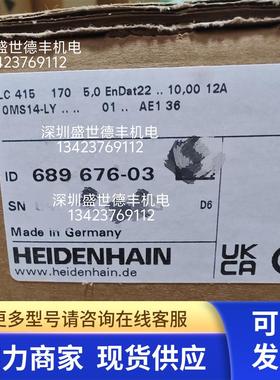 LC 415 170 5,0 EnDat22 .. 10,00 12A
0MS14-LY .. .. 01 .. AE1 36
深圳盛世德丰机电
13423769112
ID 689 676-03
深圳盛世德丰机电
13423769112
SN
D6
Made in Germany
HEIDENHAIN
www.heidenhain.de
UK
CA
更多型号请咨询在线客服
力商家 现货供应